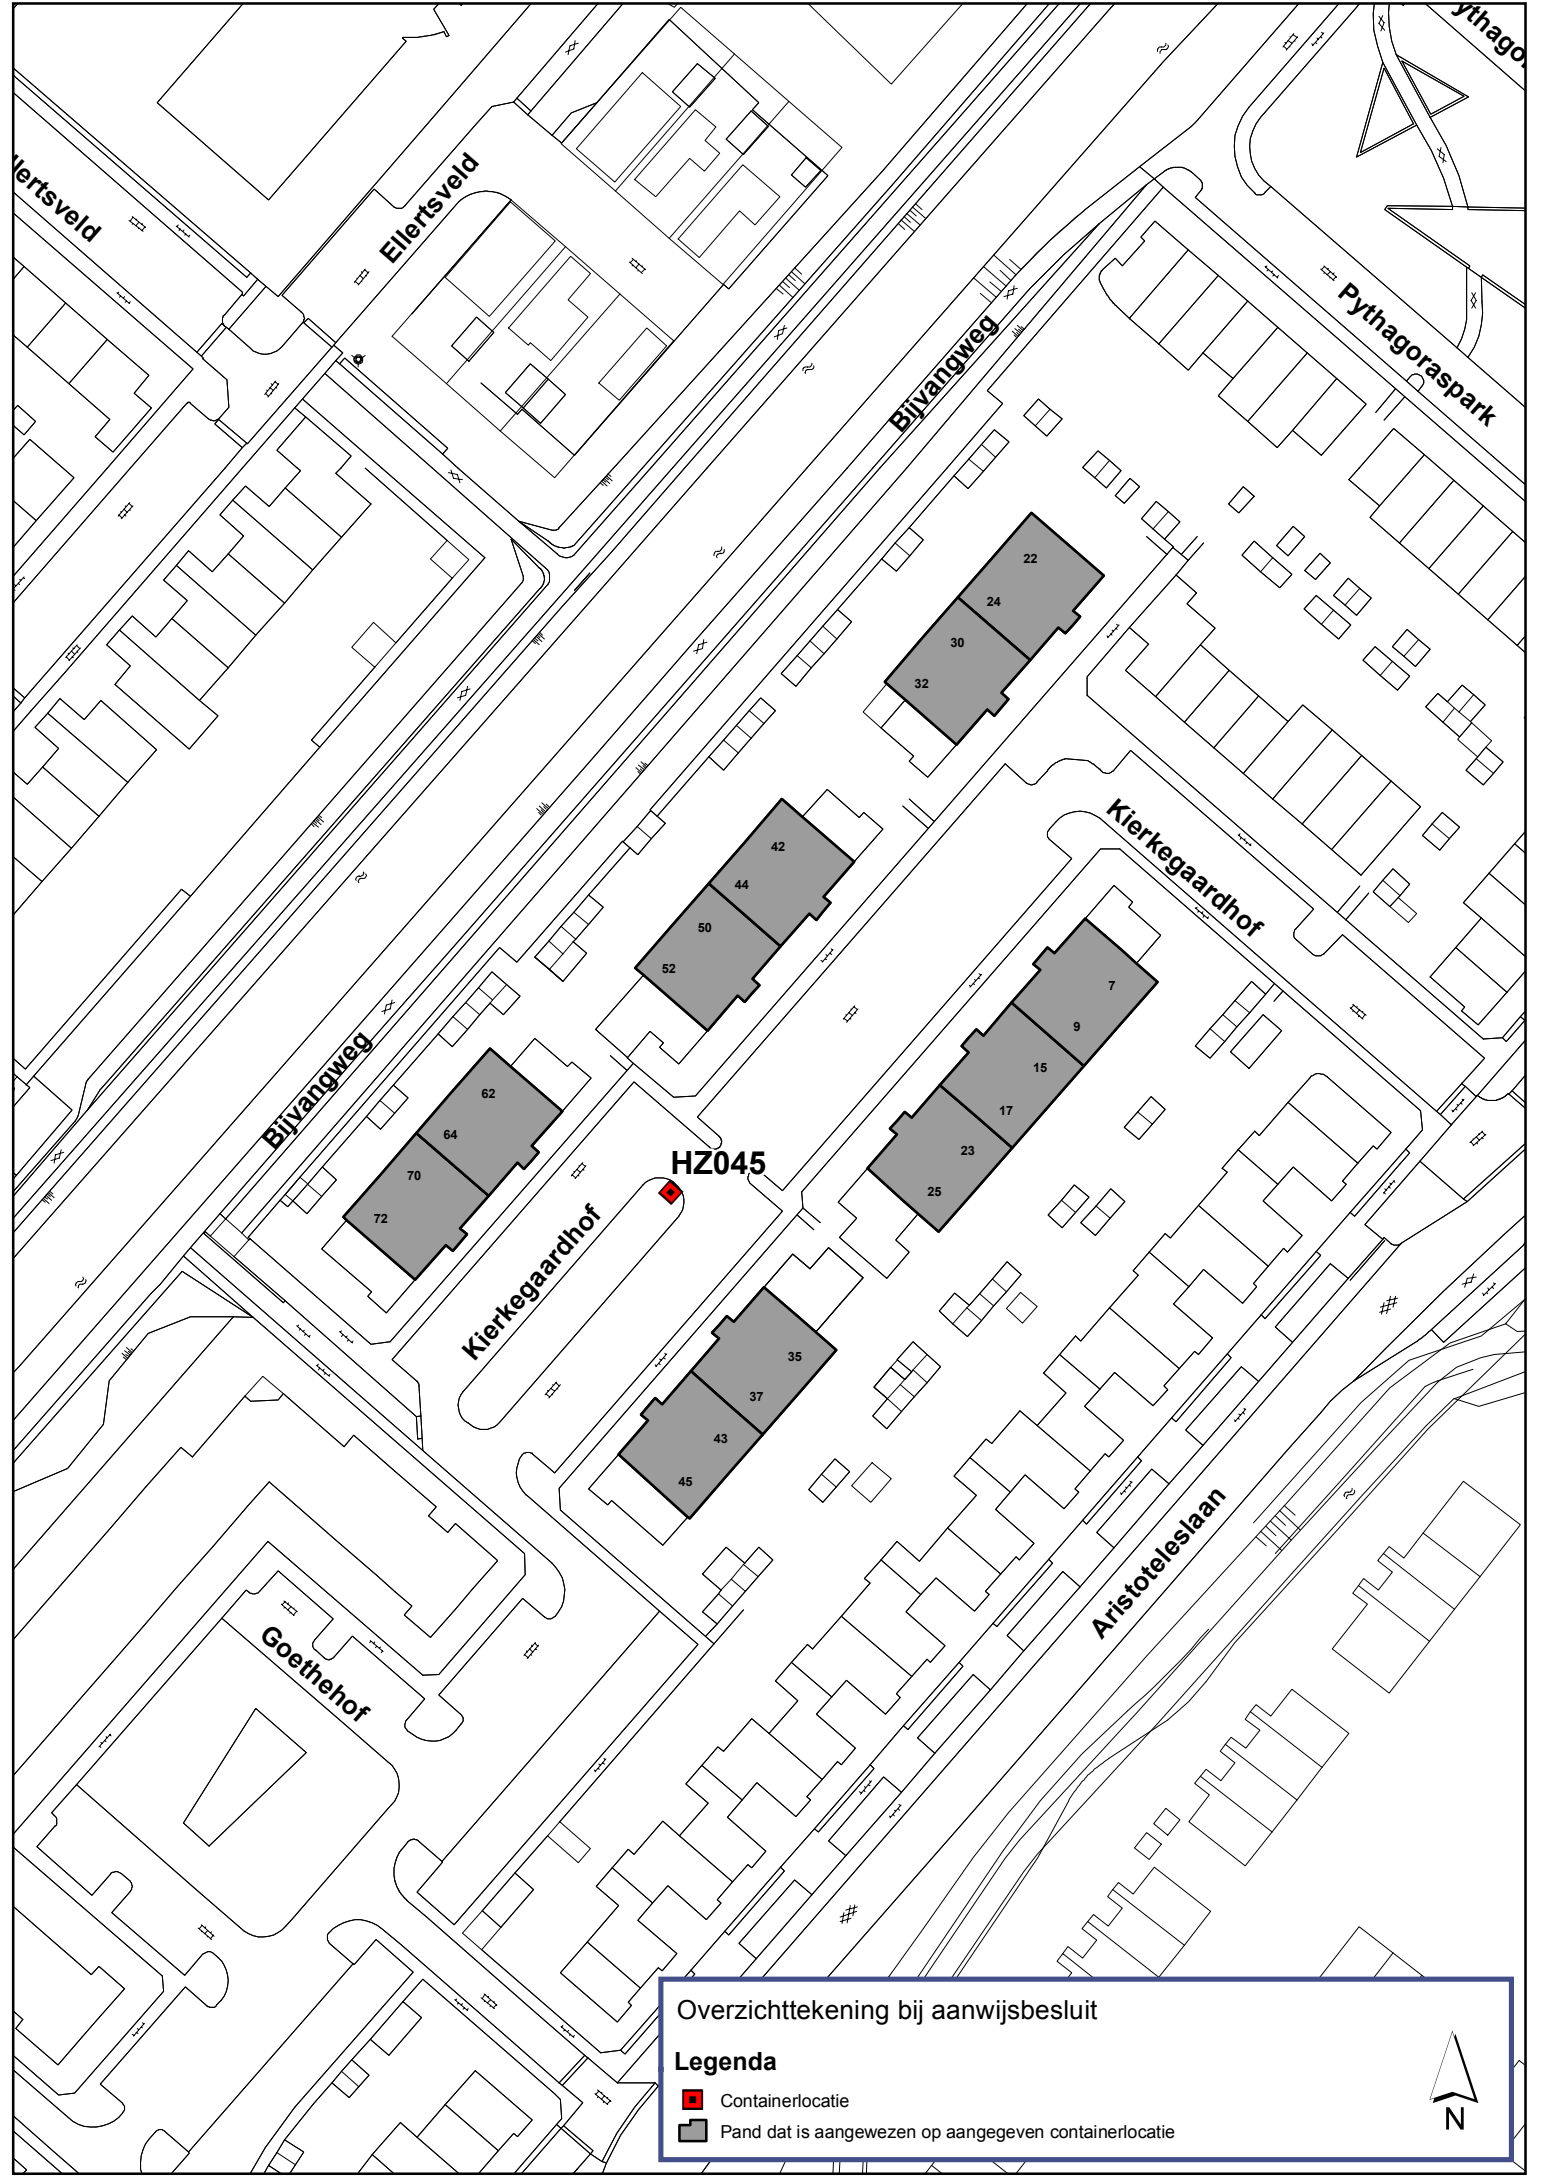 ythago
llertsveld
Ellertsveld
Pythagoraspark
Bijvangweg
22
24
30
32
Kierkegaardhof
42
44
50
52
7
9
15
17
23
25
Bijvangweg
62
64
70
72
HZ045
Kierkegaardhof
35
37
43
45
Aristoteleslaan
Goethehof
Overzichttekening bij aanwijsbesluit
Legenda
Containerlocatie
Pand dat is aangewezen op aangegeven containerlocatie
N